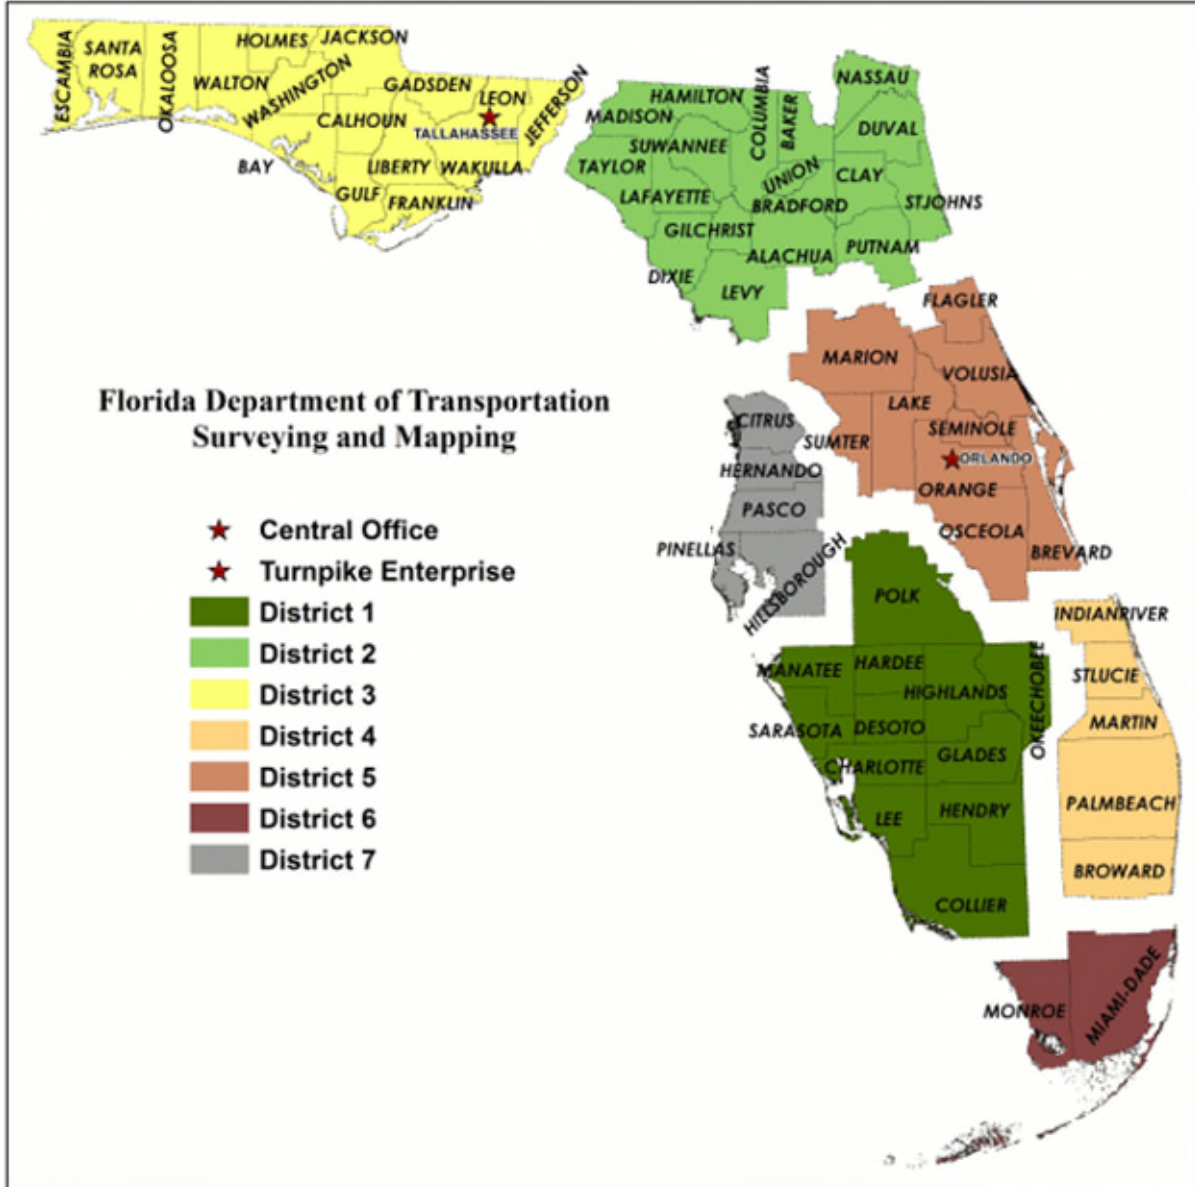 ESCAMBIA
SANTA
ROSA
OKALOOSA
WALTON
HOLMES
WASHINGTON
JACKSON
BAY
CALHOUN
GULF
GADSDEN
LIBERTY
FRANKLIN
LEON
TALLAHASSEE
WAKULLA
JEFFERSON
HAMILTON
MADISON
SUWANNEE
TAYLOR
LAFAYETTE
COLUMBIA
BAKER
UNION
BRADFORD
GILCHRIST
ALACHUA
DIXIE
LEVY
NASSAU
DUVAL
CLAY
STJOHNS
PUTNAM
FLAGLER
MARION
VOLUSIA
LAKE
SUMTER
SEMINOLE
ORLANDO
ORANGE
OSCEOLA
BREVARD
CITRUS
HERNANDO
PASCO
PINELLAS
HILLSBOROUGH
POLK
MANATEE
HARDEE
HIGHLANDS
OKEECHOBEE
SARASOTA
DESOTO
CHARLOTTE
GLADES
LEE
HENDRY
COLLIER
INDIANRIVER
STLUCIE
MARTIN
PALMBEACH
BROWARD
MONROE
MIAMI-DADE
Florida Department of Transportation
Surveying and Mapping
Central Office
Turnpike Enterprise
District 1
District 2
District 3
District 4
District 5
District 6
District 7